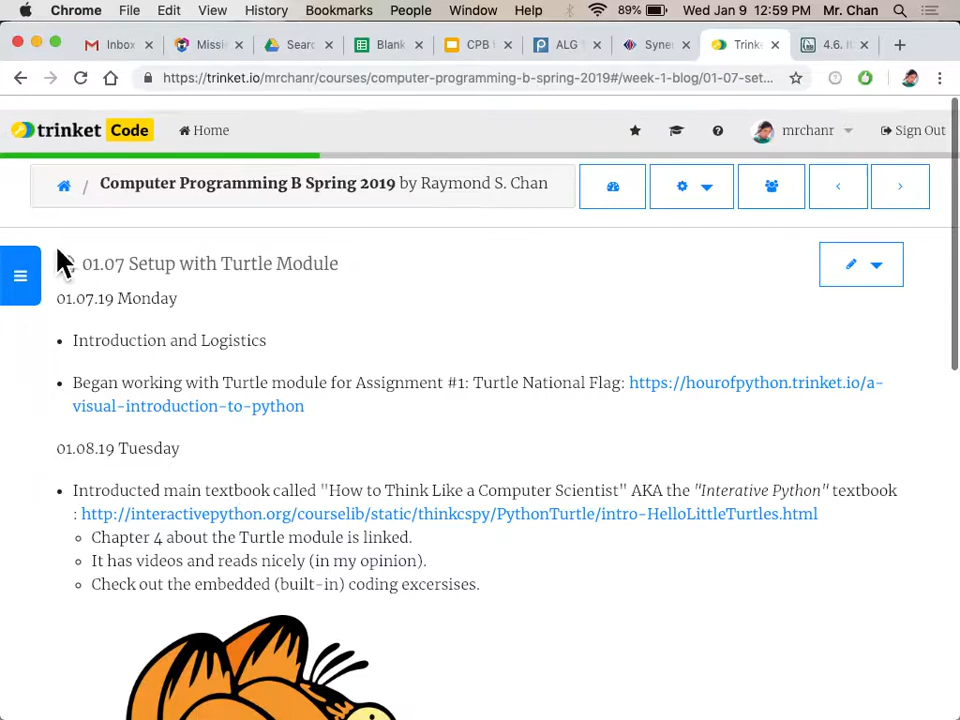 Chrome File Edit View History Bookmarks People Window Help 89% Wed Jan 9 12:59 PM Mr. Chan
Inbox Missi Searc Blank CPB ALG Syner Trinke 4.6.
https://trinket.io/mrchanr/courses/computer-programming-b-spring-2019#/week-1-blog/01-07-set...
trinket Code Home mrchanr Sign Out
/ Computer Programming B Spring 2019 by Raymond S. Chan
01.07 Setup with Turtle Module
01.07.19 Monday
• Introduction and Logistics
• Began working with Turtle module for Assignment #1: Turtle National Flag: https://hourofpython.trinket.io/a-
visual-introduction-to-python
01.08.19 Tuesday
• Introducted main textbook called "How to Think Like a Computer Scientist" AKA the "Interative Python" textbook
: http://interactivepython.org/courselib/static/thinkcspy/PythonTurtle/intro-HelloLittleTurtles.html
Chapter 4 about the Turtle module is linked.
It has videos and reads nicely (in my opinion).
Check out the embedded (built-in) coding excersises.